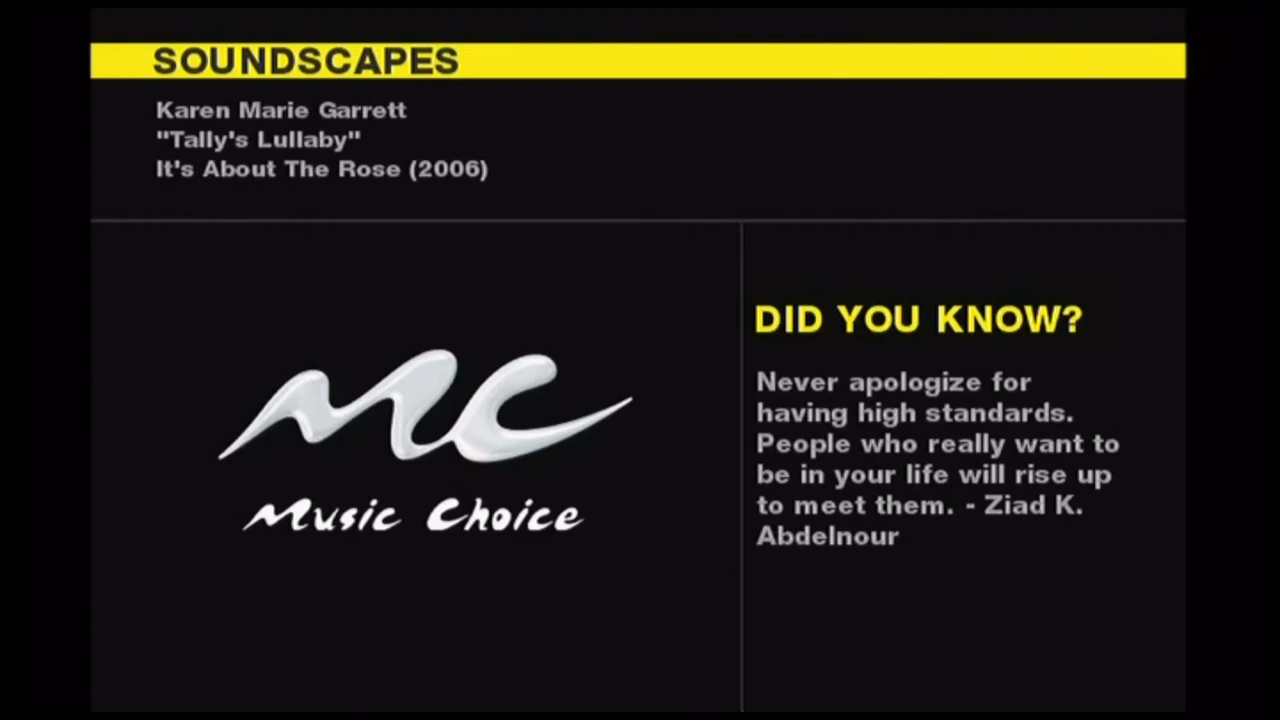 SOUNDSCAPES
Karen Marie Garrett
"Tally's Lullaby"
It's About The Rose (2006)
MC
Music Choice
DID YOU KNOW?
Never apologize for
having high standards.
People who really want to
be in your life will rise up
to meet them. - Ziad K.
Abdelnour